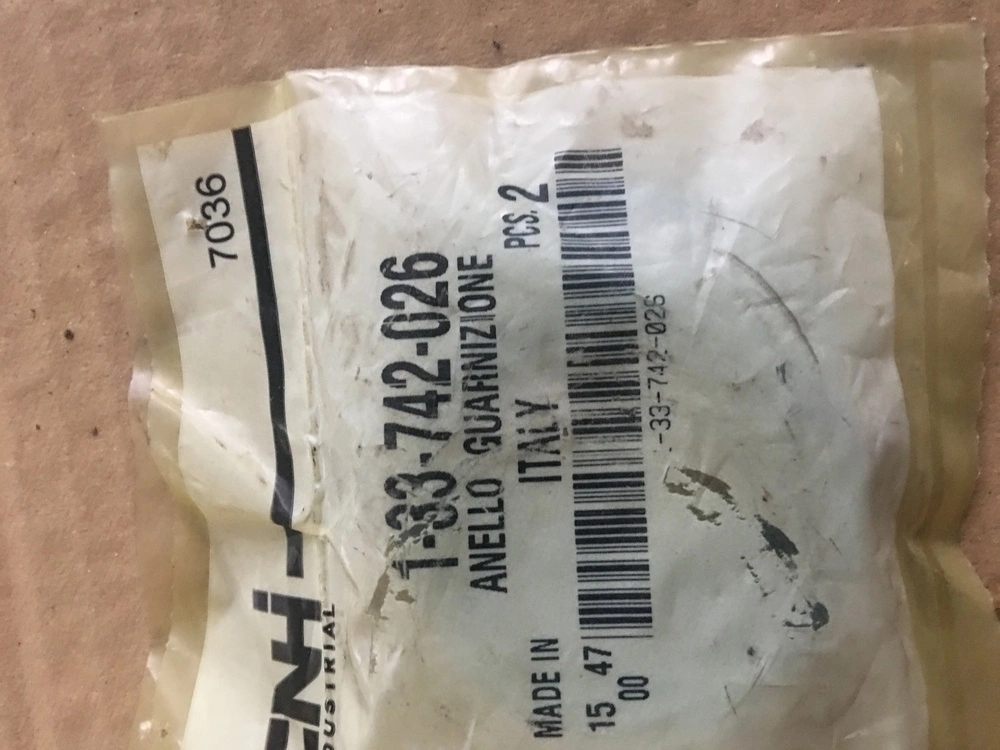 7036
CNH
INDUSTRIAL
1-33-742-026
ANELLO GUARNIZIONE
MADE IN ITALY PCS. 2
15 47
00
-33-742-026